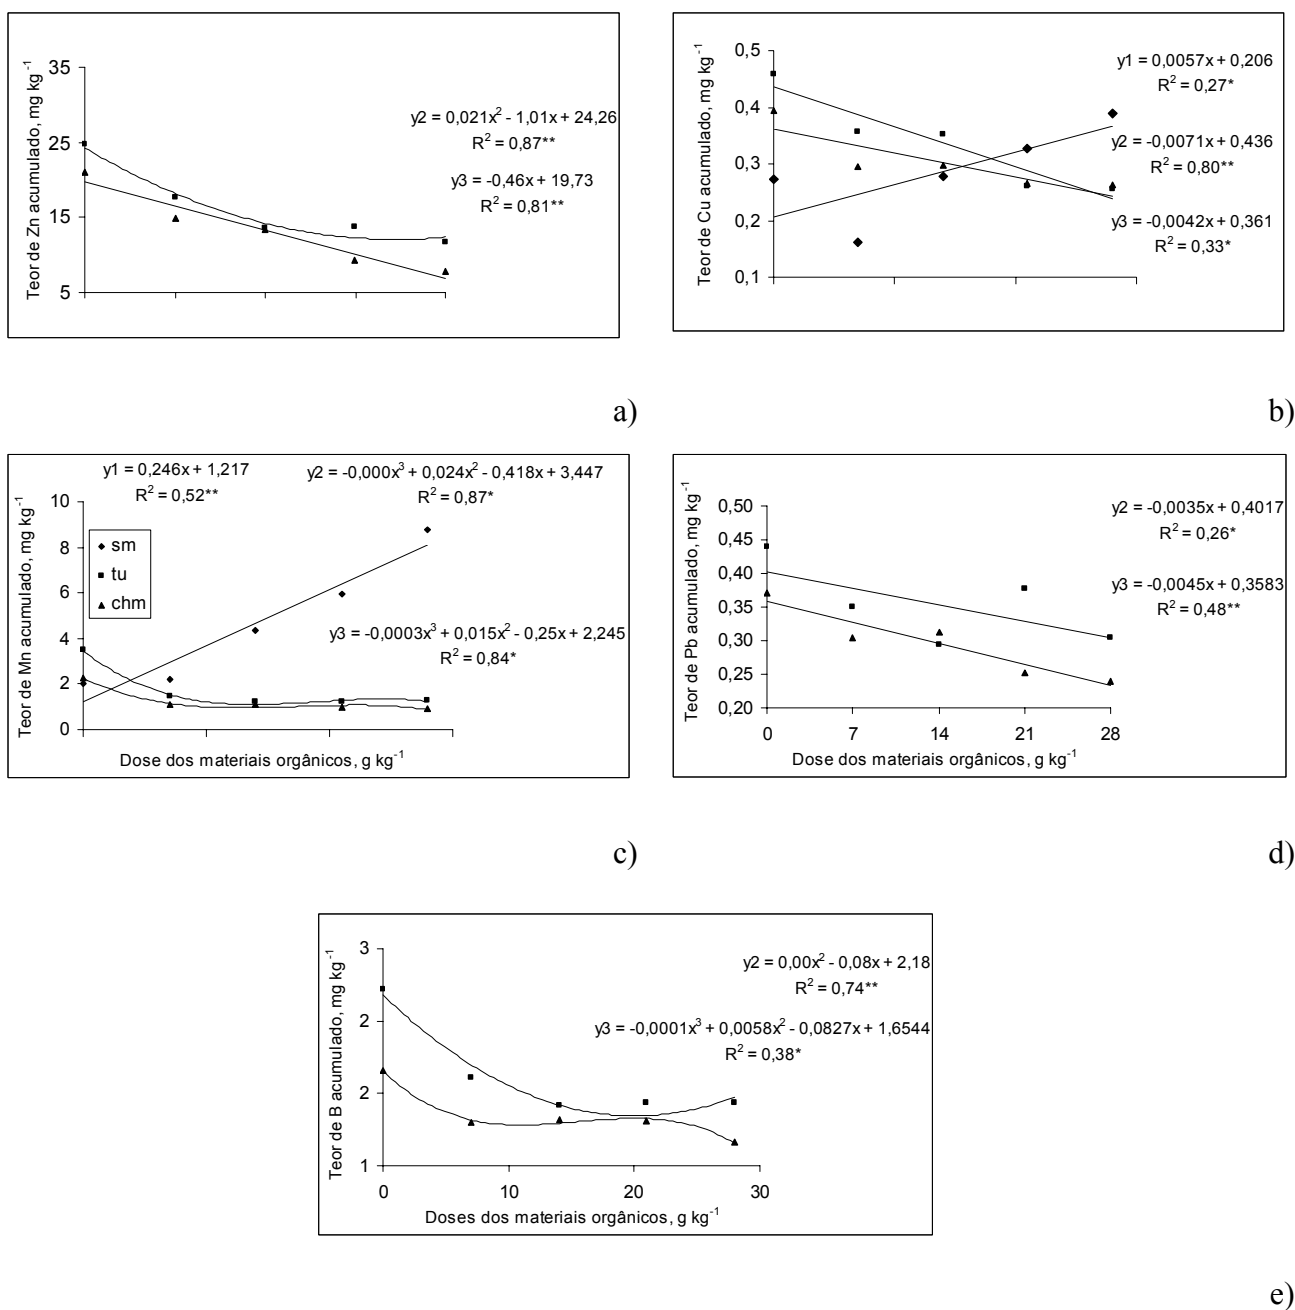 Teor de Zn acumulado, mg kg⁻¹
35
25
15
5
y2 = 0,021x² - 1,01x + 24,26
R² = 0,87**
y3 = -0,46x + 19,73
R² = 0,81**
a)
Teor de Cu acumulado, mg kg⁻¹
0,5
0,4
0,3
0,2
0,1
y1 = 0,0057x + 0,206
R² = 0,27*
y2 = -0,0071x + 0,436
R² = 0,80**
y3 = -0,0042x + 0,361
R² = 0,33*
b)
y1 = 0,246x + 1,217
R² = 0,52**
y2 = -0,000x³ + 0,024x² - 0,418x + 3,447
R² = 0,87*
Teor de Mn acumulado, mg kg⁻¹
10
8
6
4
2
0
sm
tu
chm
y3 = -0,0003x³ + 0,015x² - 0,25x + 2,245
R² = 0,84*
Dose dos materiais orgânicos, g kg⁻¹
c)
Teor de Pb acumulado, mg kg⁻¹
0,50
0,45
0,40
0,35
0,30
0,25
0,20
y2 = -0,0035x + 0,4017
R² = 0,26*
y3 = -0,0045x + 0,3583
R² = 0,48**
0 7 14 21 28
Dose dos materiais orgânicos, g kg⁻¹
d)
Teor de B acumulado, mg kg⁻¹
3
2
2
1
y2 = 0,00x² - 0,08x + 2,18
R² = 0,74**
y3 = -0,0001x³ + 0,0058x² - 0,0827x + 1,6544
R² = 0,38*
0 10 20 30
Doses dos materiais orgânicos, g kg⁻¹
e)